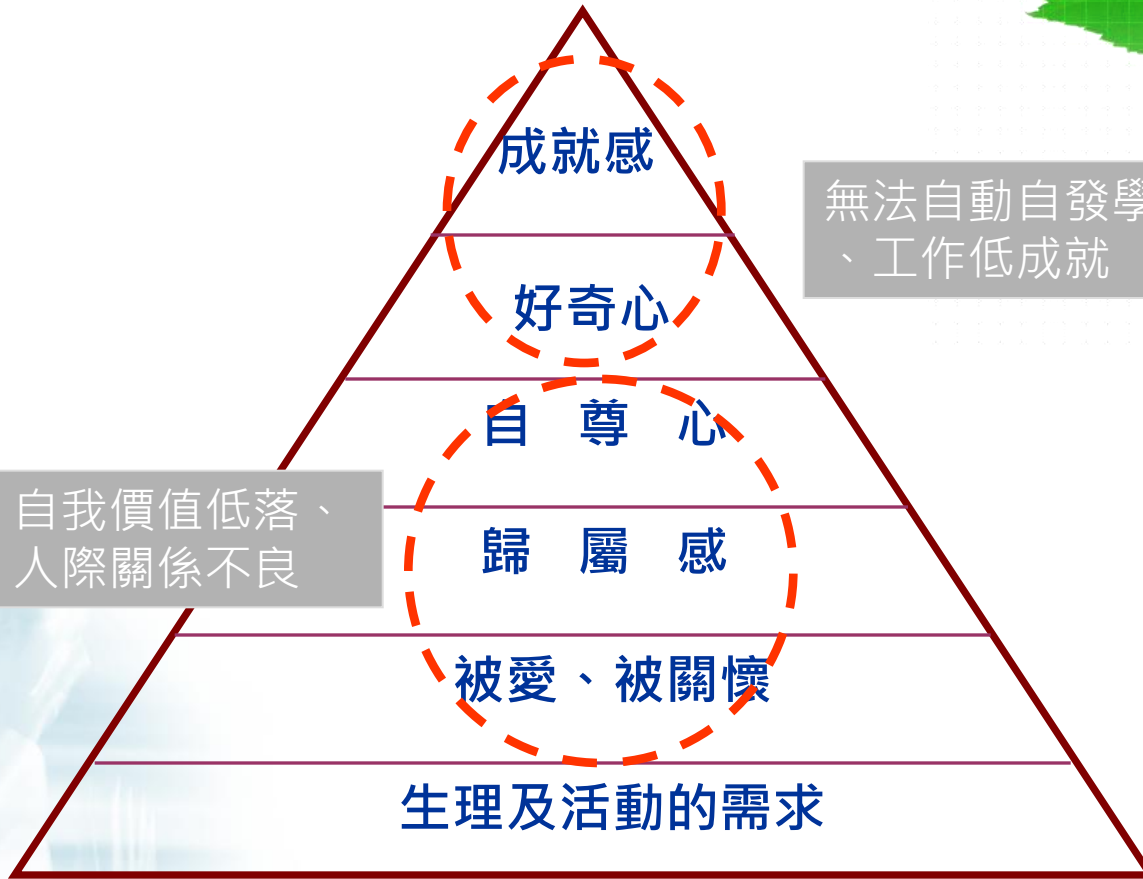 成就感
無法自動自發學
、工作低成就
好奇心
自 尊 心
自我價值低落、
人際關係不良
歸 屬 感
被愛、被關懷
生理及活動的需求